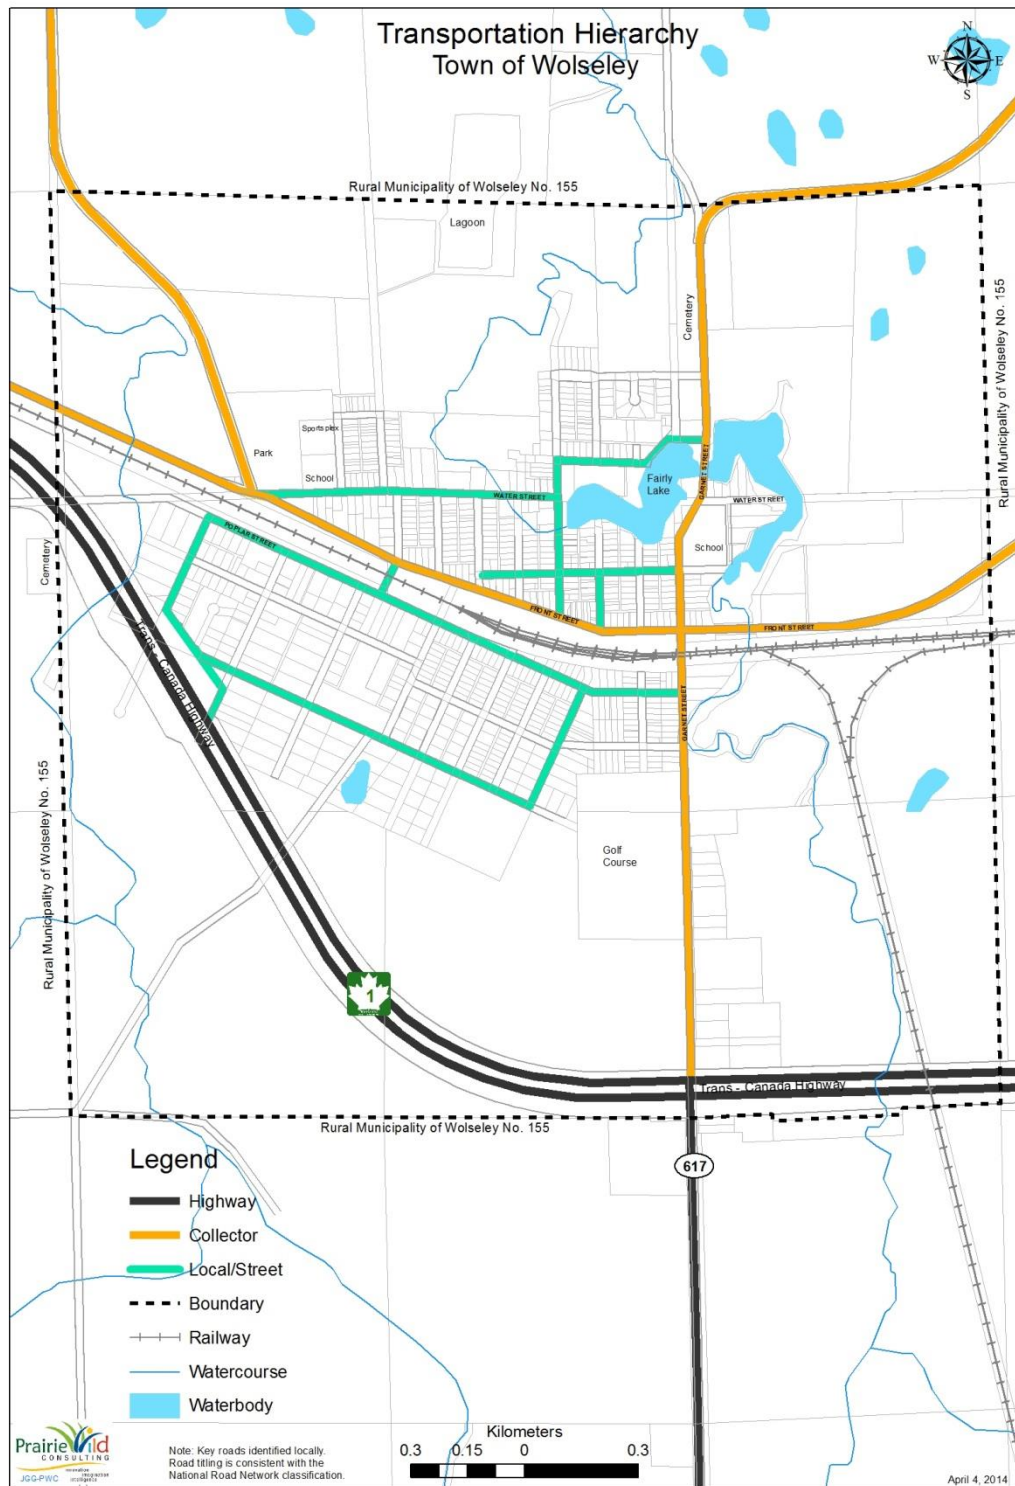 Transportation Hierarchy
Town of Wolseley
N
W
E
S
Rural Municipality of Wolseley No. 155
Lagoon
Cemetery
Rural Municipality of Wolseley No. 155
Sportsplex
Park
School
WATER STREET
Fairly
Lake
GARNET STREET
WATER STREET
School
POPLAR STREET
Cemetery
FRONT STREET
FRONT STREET
Trans - Canada Highway
GARNET STREET
Rural Municipality of Wolseley No. 155
Golf
Course
1
Trans - Canada Highway
Rural Municipality of Wolseley No. 155
617
Legend
Highway
Collector
Local/Street
Boundary
Railway
Watercourse
Waterbody
Kilometers
0.3 0.15 0 0.3
PrairieWild
CONSULTING
JGG-PWC
Note: Key roads identified locally.
Road titling is consistent with the
National Road Network classification.
April 4, 2014